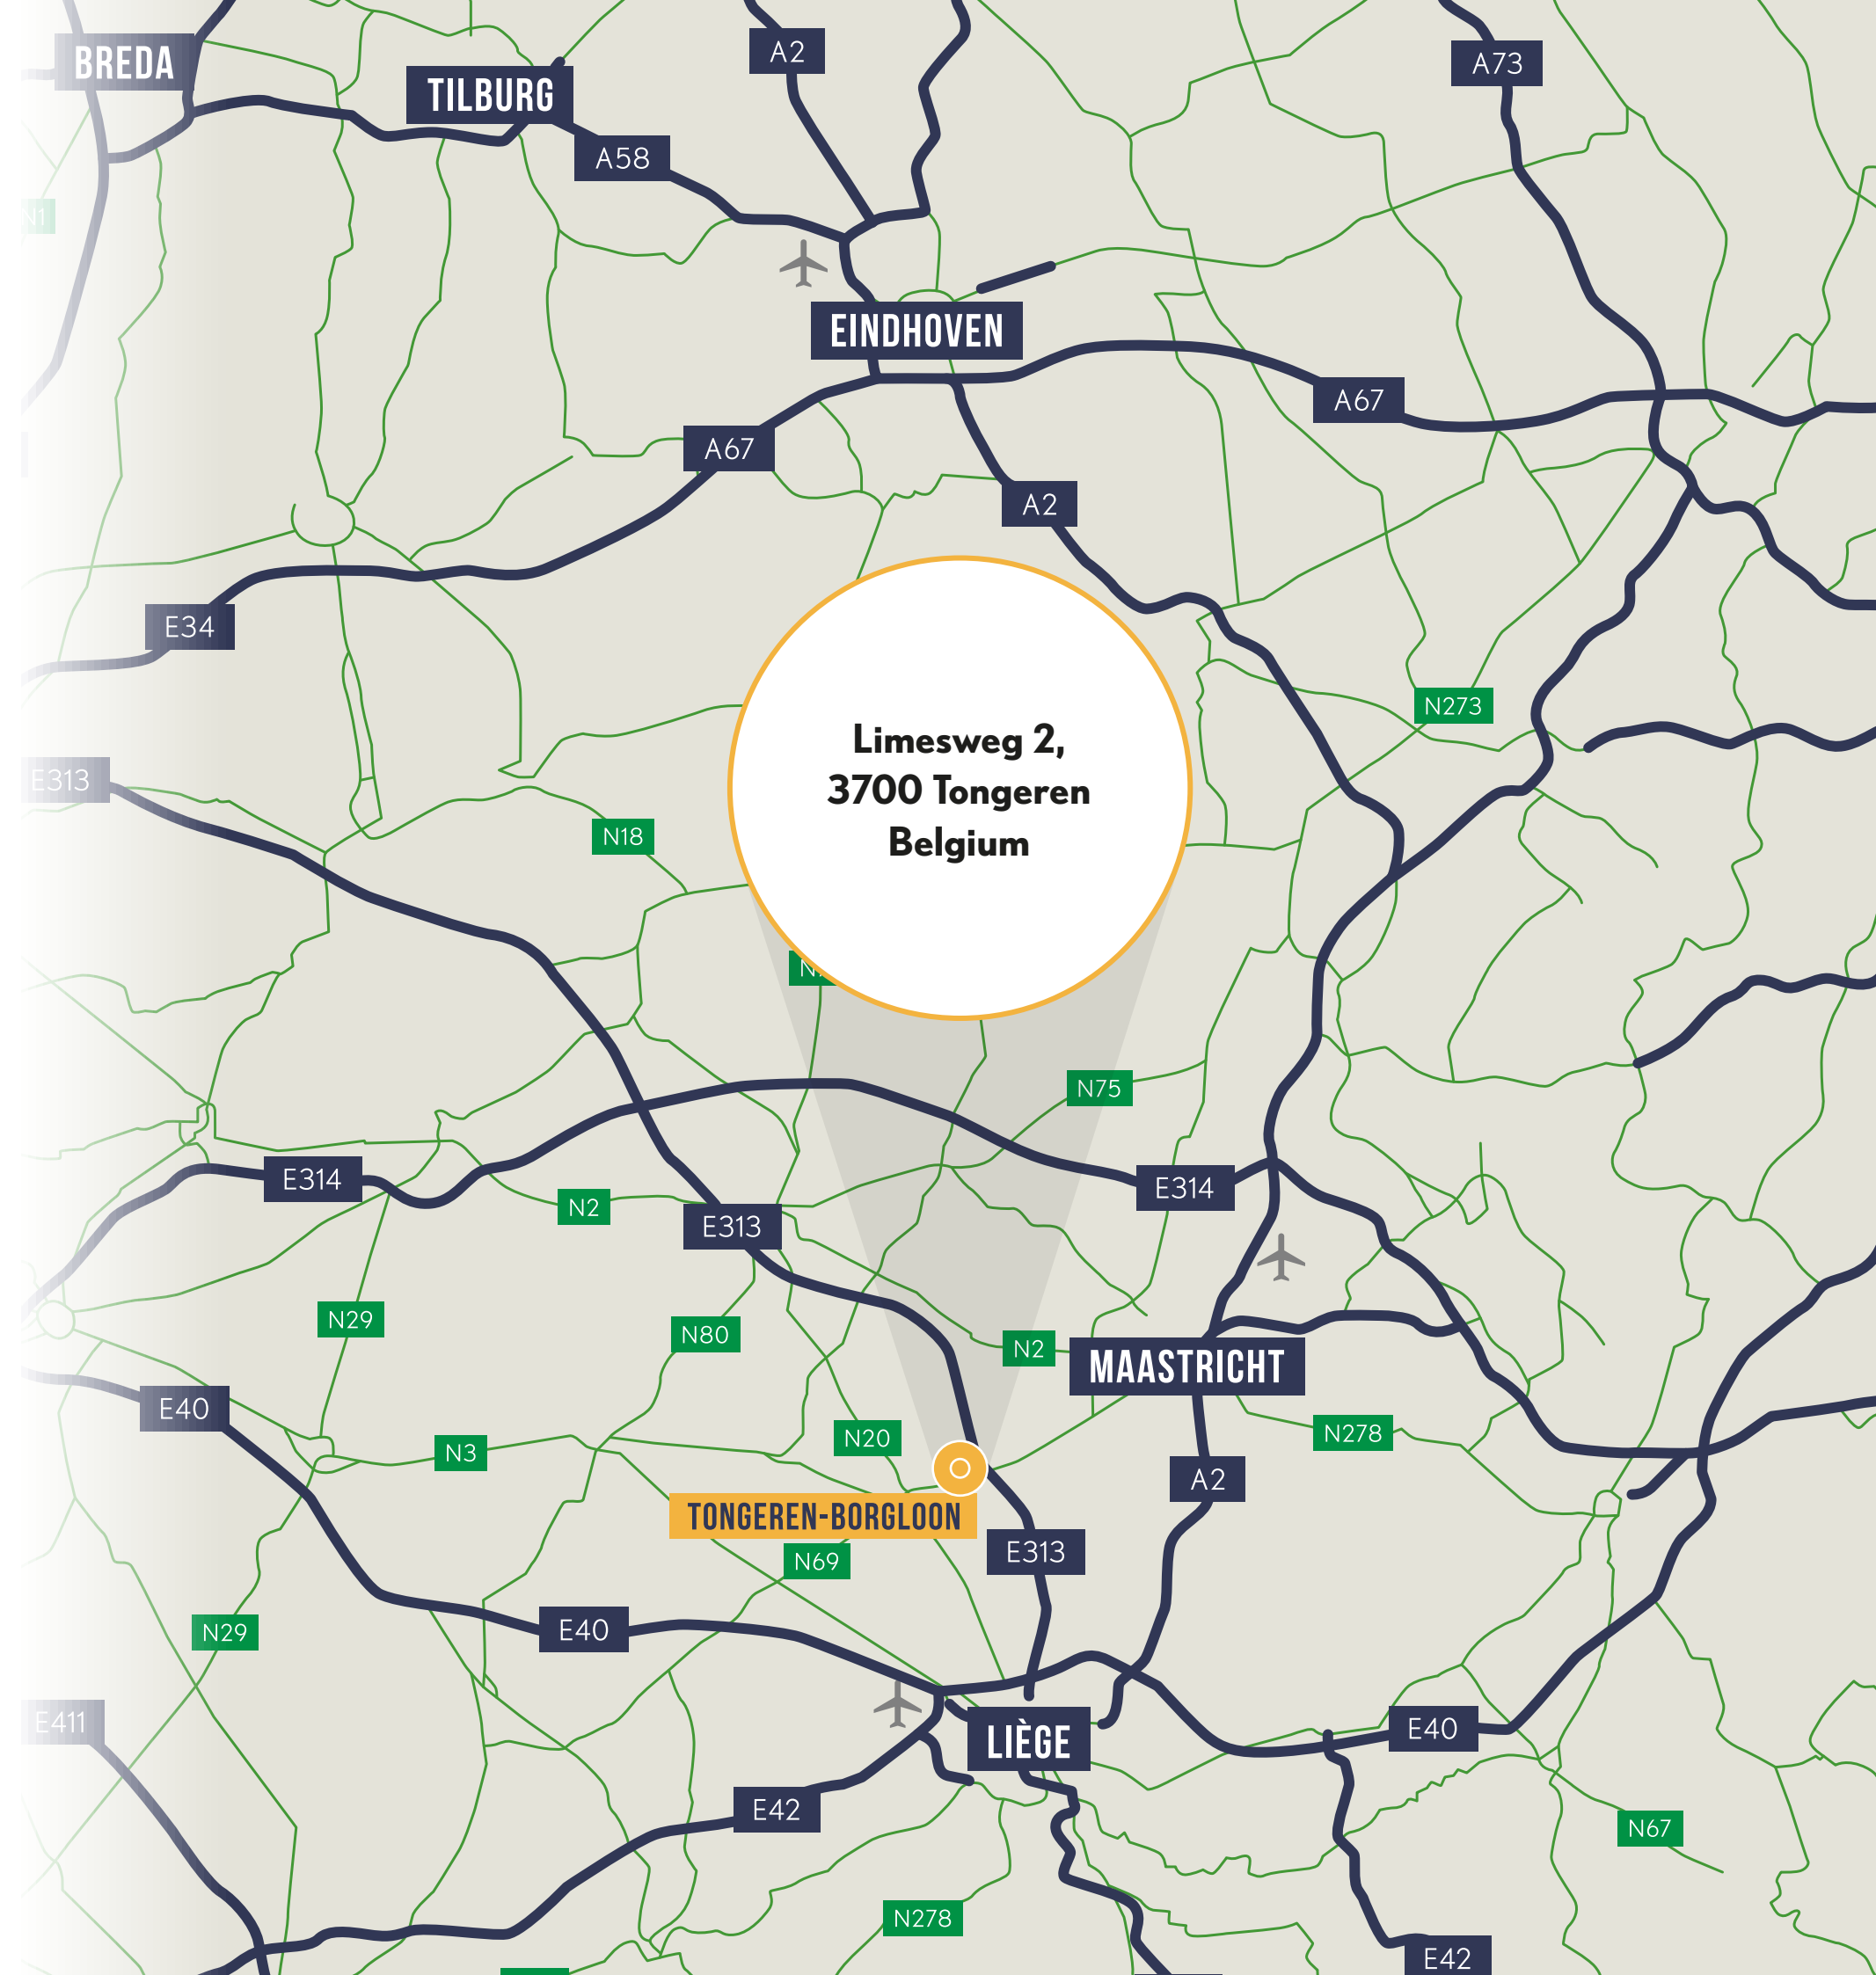 A2
BREDA
A73
TILBURG
A58
N1
EINDHOVEN
A67
A67
A2
E34
N273
Limesweg 2,
3700 Tongeren
Belgium
E313
N18
N75
E314
E314
N2
E313
N29
N80
N2
MAASTRICHT
E40
N278
N20
N3
A2
TONGEREN-BORGLOON
E313
N69
E40
N29
E411
E40
LIÈGE
E42
N67
N278
E42